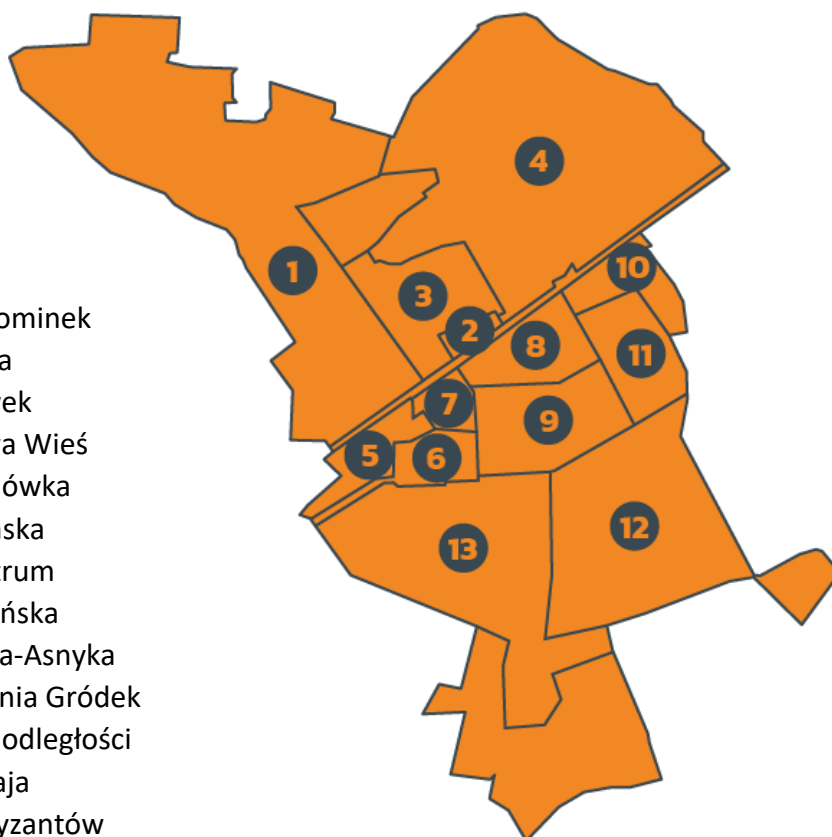 ominek
a
ek
a Wieś
ówka
ska
trum
ńska
a-Asnyka
nia Gródek
odległości
aja
yzantów
4
1
10
3
2
8
11
7
9
5
6
12
13